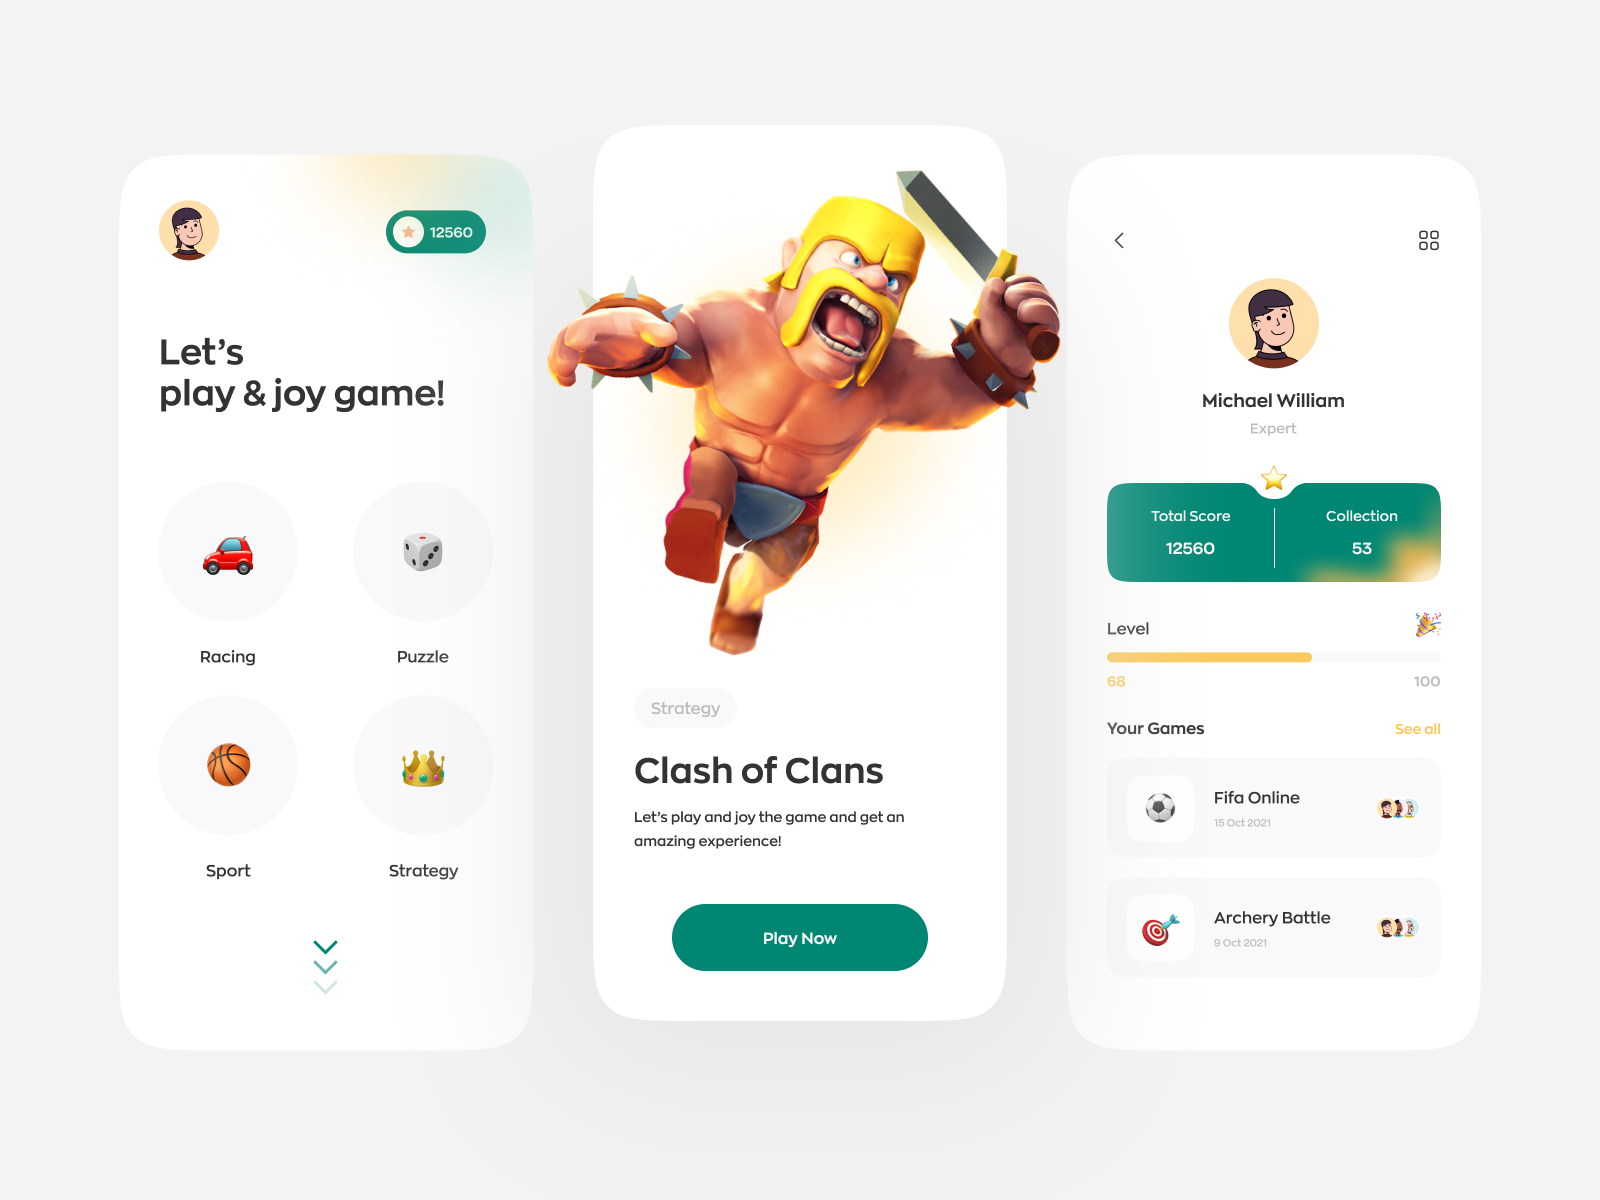 12560
Let’s
play & joy game!
Racing
Puzzle
Sport
Strategy
Strategy
Clash of Clans
Let’s play and joy the game and get an
amazing experience!
Play Now
Michael William
Expert
Total Score
Collection
12560
53
Level
68
100
Your Games
See all
Fifa Online
15 Oct 2021
Archery Battle
9 Oct 2021